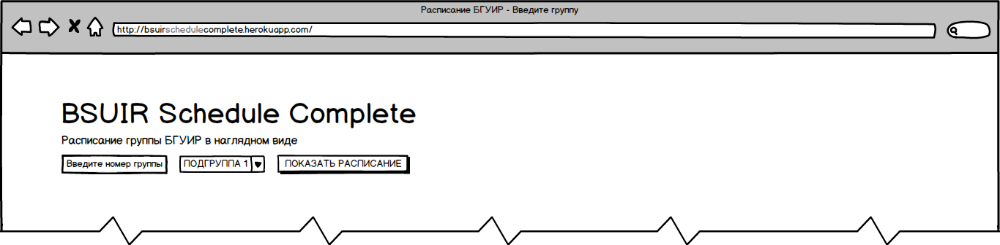 Расписание БГУИР - Введите группу
http://bsuirschedulecomplete.herokuapp.com/
BSUIR Schedule Complete
Расписание группы БГУИР в наглядном виде
Введите номер группы ПОДГРУППА 1 ПОКАЗАТЬ РАСПИСАНИЕ